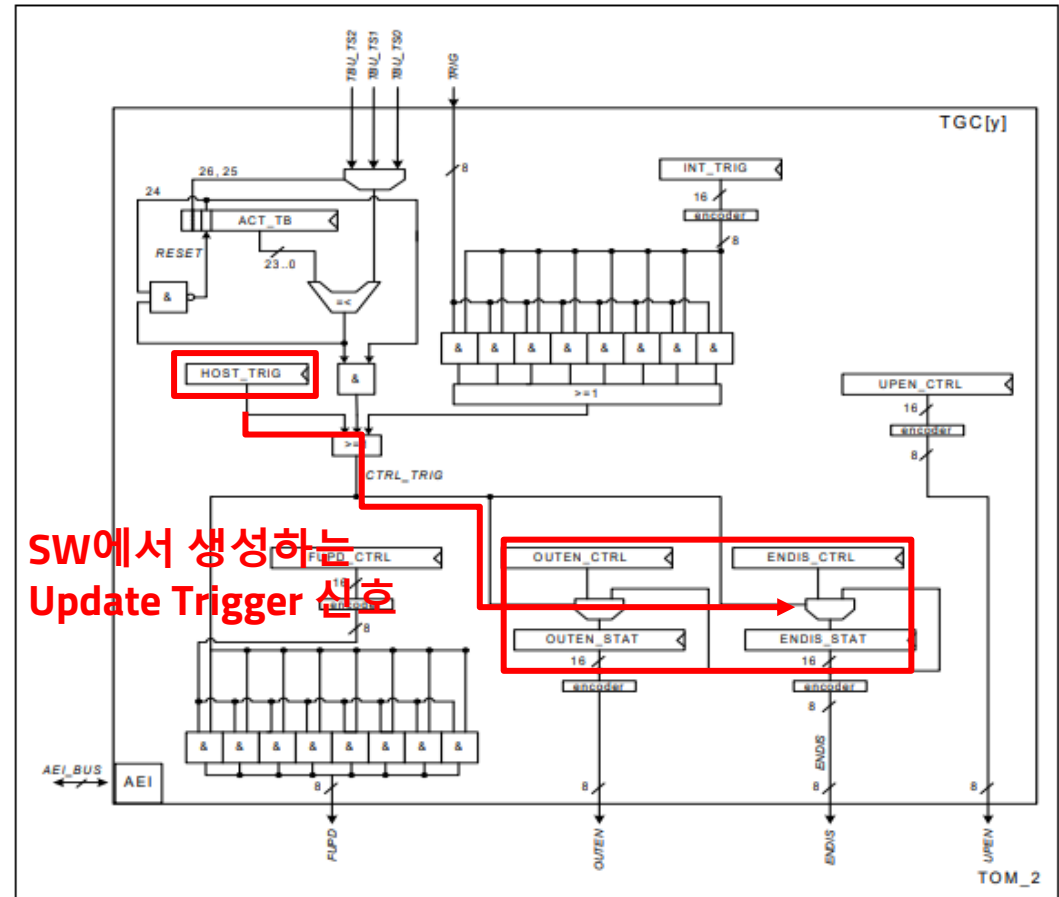 TBU_TS2
TBU_TS1
TBU_TS0
TRIG
TGC[y]
26, 25
8
INT_TRIG
24
16
ACT_TB
encoder
RESET
8
23..0
&
=<
& & & & & & & &
HOST_TRIG
&
>=1
UPEN_CTRL
16
encoder
8
CTRL_TRIG
SW에서 생성하는
Update Trigger 신호
FUPD_CTRL
OUTEN_CTRL
ENDIS_CTRL
16
encoder
8
OUTEN_STAT
ENDIS_STAT
16
16
encoder
encoder
8
& & & & & & & &
ENDIS
AEI_BUS
AEI
8
8
8
8
FUPD
OUTEN
ENDIS
UPEN
TOM_2